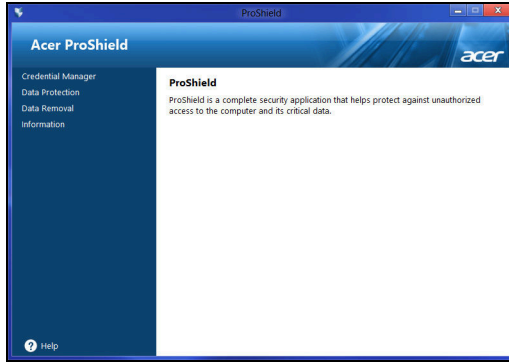 ProShield
Acer ProShield
acer
Credential Manager
Data Protection
Data Removal
Information
ProShield
ProShield is a complete security application that helps protect against unauthorized
access to the computer and its critical data.
Help